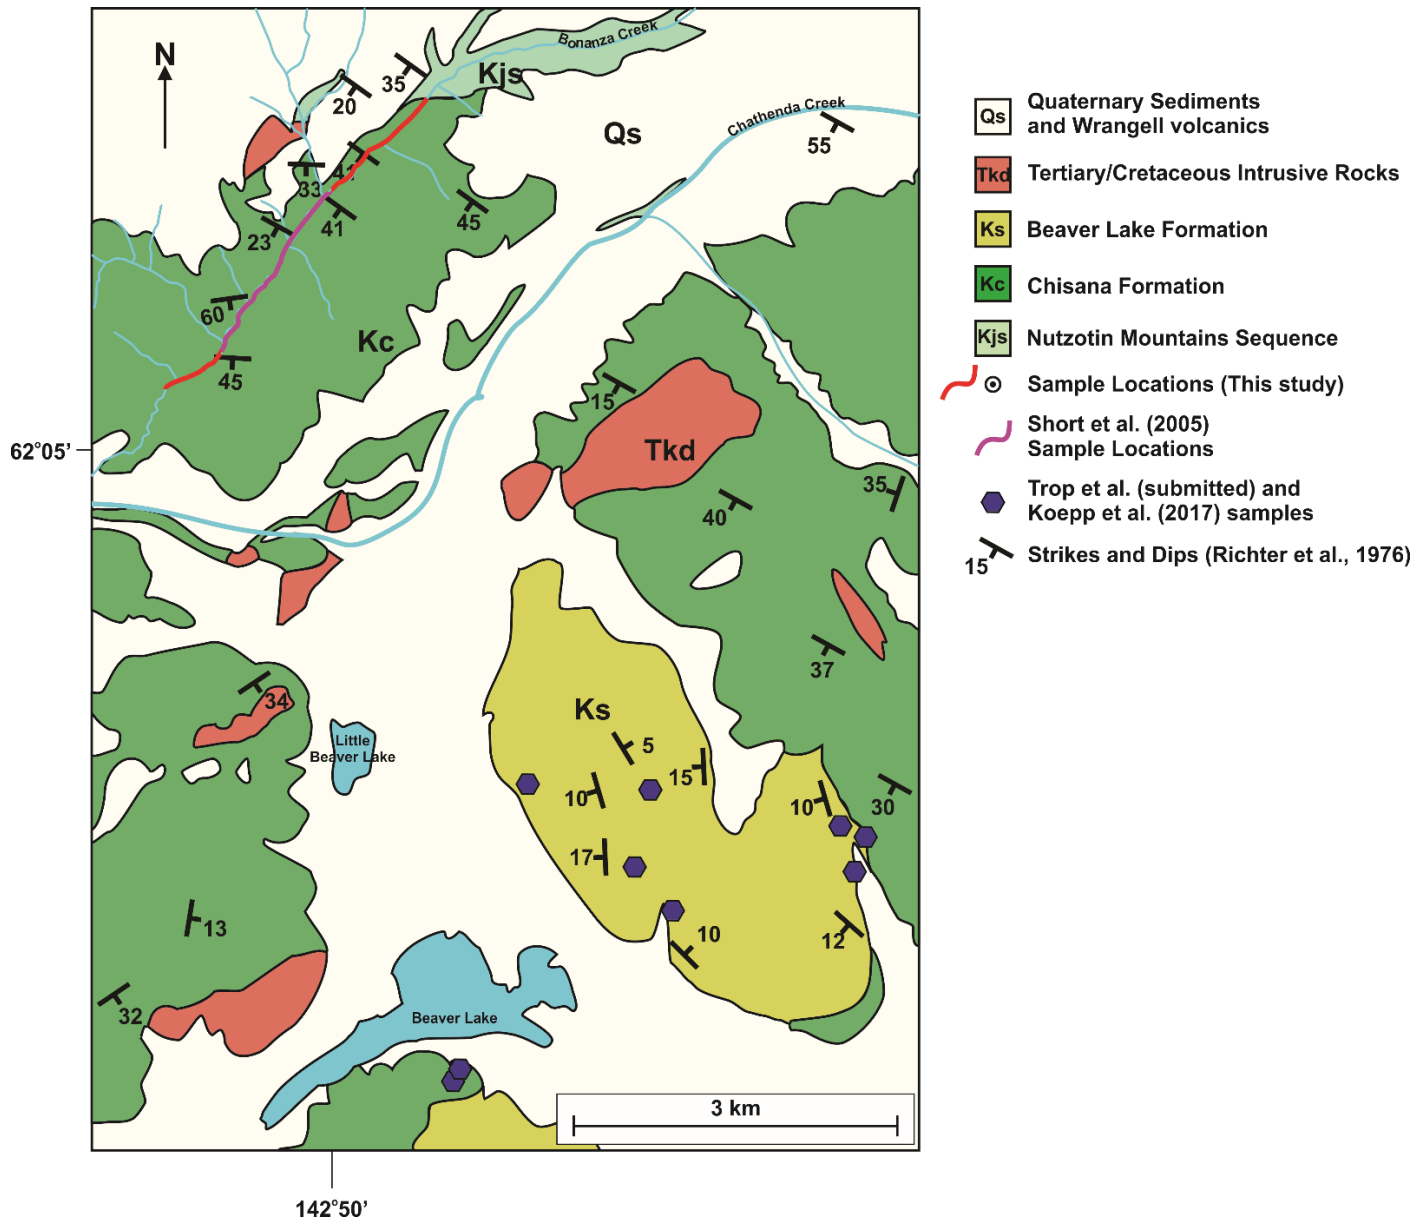 N
Bonanza Creek
Kjs
35
20
Qs
Chathenda Creek
55
33
41
41
45
23
60
45
Kc
62°05'
15
Tkd
35
40
37
34
Little
Beaver Lake
Ks
5
15
10
10
30
17
13
10
12
32
Beaver Lake
3 km
142°50'
Qs
Quaternary Sediments
and Wrangell volcanics
Tkd
Tertiary/Cretaceous Intrusive Rocks
Ks
Beaver Lake Formation
Kc
Chisana Formation
Kjs
Nutzotin Mountains Sequence
Sample Locations (This study)
Short et al. (2005)
Sample Locations
Trop et al. (submitted) and
Koepp et al. (2017) samples
15
Strikes and Dips (Richter et al., 1976)